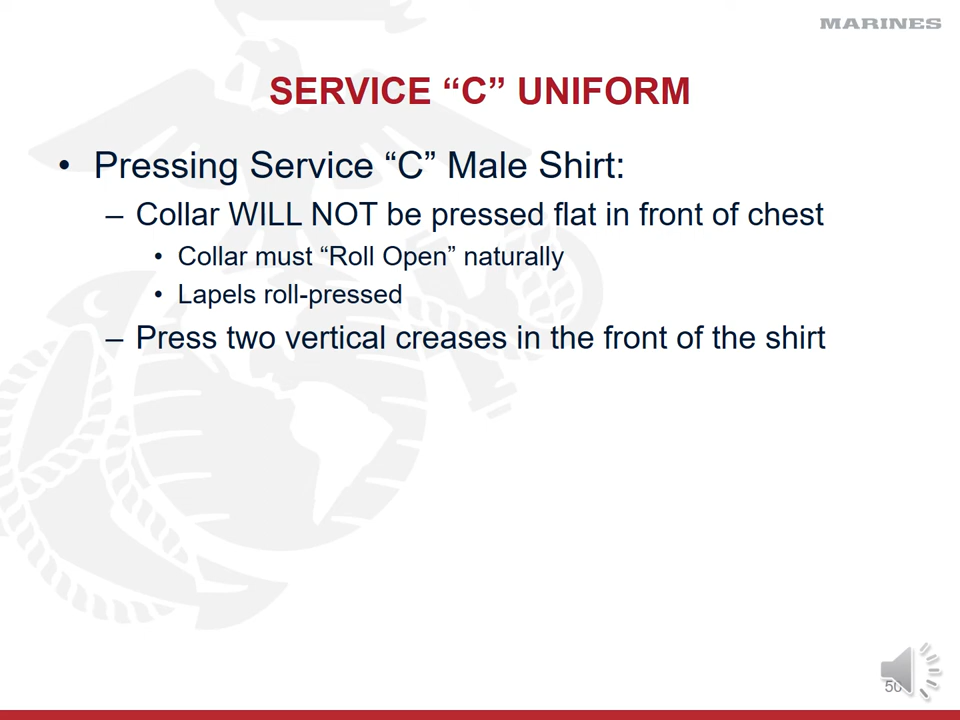 MARINES
SERVICE “C” UNIFORM
• Pressing Service “C” Male Shirt:
– Collar WILL NOT be pressed flat in front of chest
• Collar must “Roll Open” naturally
• Lapels roll-pressed
– Press two vertical creases in the front of the shirt
50